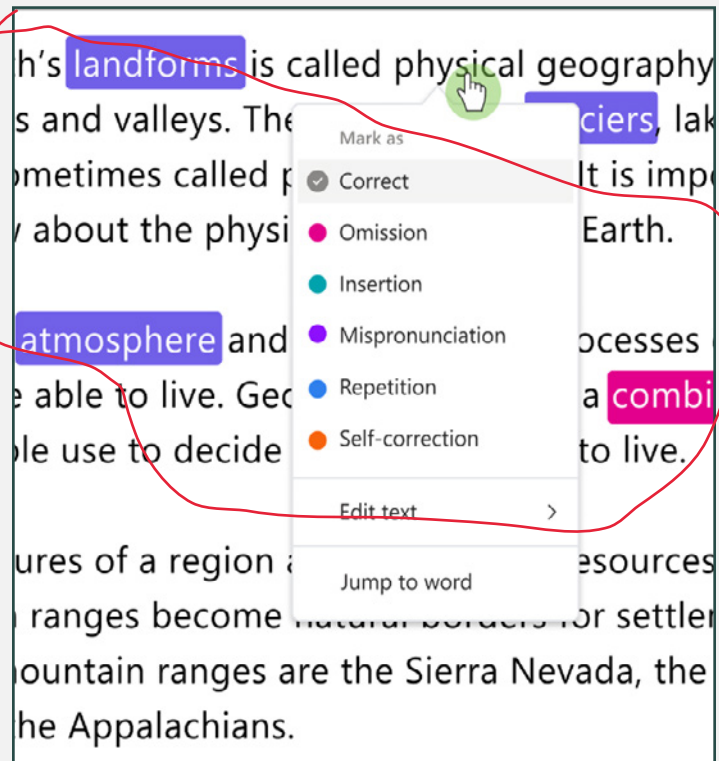 h's landforms is called physical geography
s and valleys. The ciers, lak
ometimes called p It is impo
about the physi Earth.
atmosphere and ocesses
e able to live. Geo a combi
ple use to decide to live.
ures of a region a esources
ranges become natural borders for settler
ountain ranges are the Sierra Nevada, the
the Appalachians.
Mark as
Correct
Omission
Insertion
Mispronunciation
Repetition
Self-correction
Edit text
Jump to word